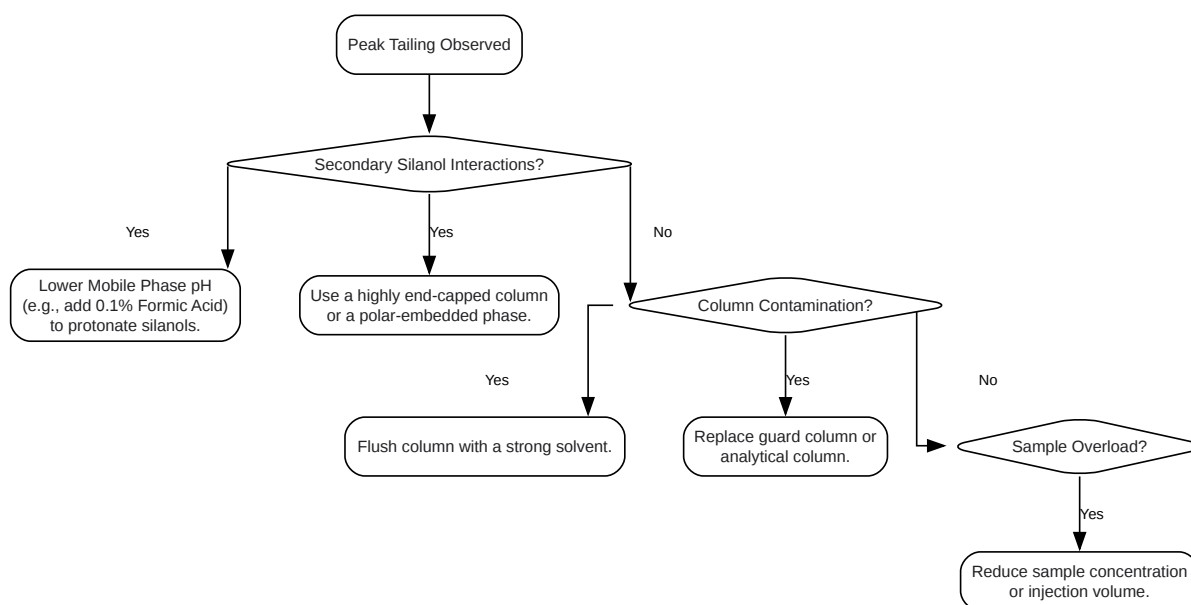 Peak Tailing Observed
Secondary Silanol Interactions?
Yes
Yes
No
Lower Mobile Phase pH
(e.g., add 0.1% Formic Acid)
to protonate silanols.
Use a highly end-capped column
or a polar-embedded phase.
Column Contamination?
Yes
Yes
No
Flush column with a strong solvent.
Replace guard column or
analytical column.
Sample Overload?
Yes
Reduce sample concentration
or injection volume.